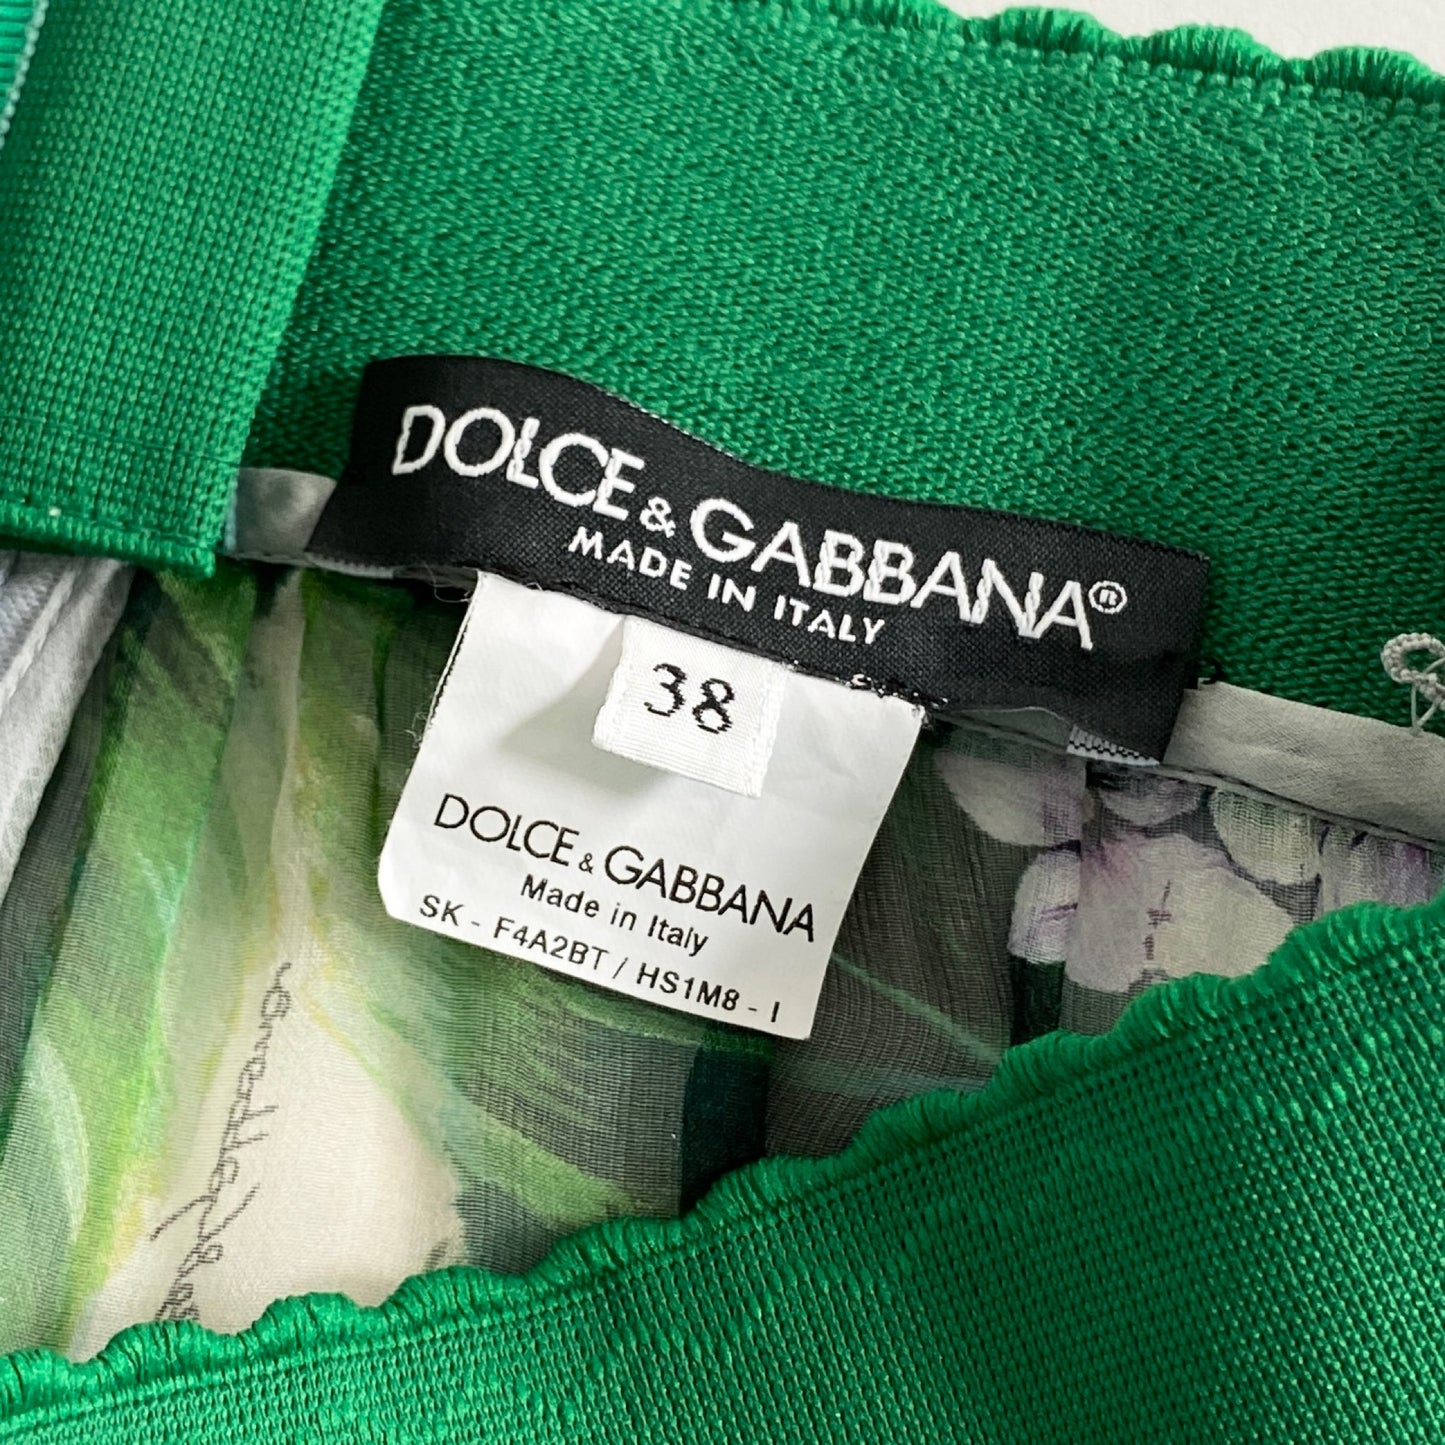 DOLCE & GABBANA®
MADE IN ITALY
38
DOLCE & GABBANA
Made in Italy
SK - F4A2BT / HS1M8 - I